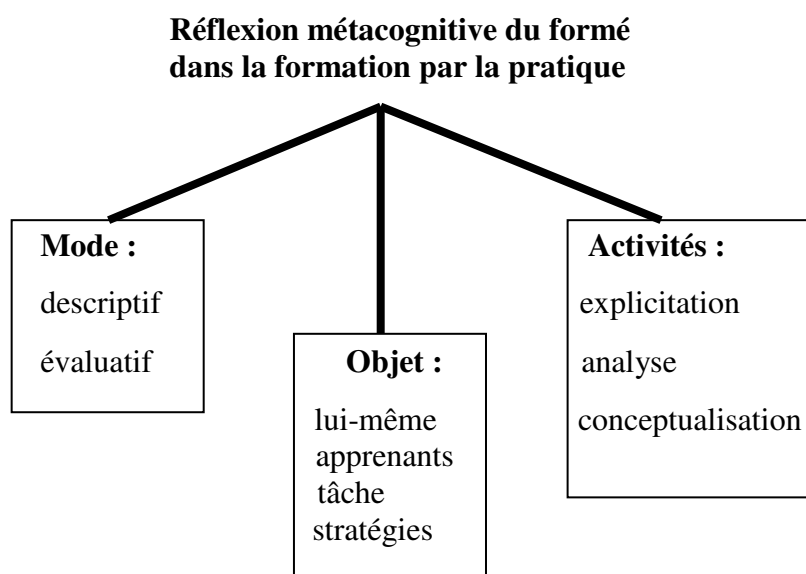 Réflexion métacognitive du formé
dans la formation par la pratique
Mode :
descriptif
évaluatif
Objet :
lui-même
apprenants
tâche
stratégies
Activités :
explicitation
analyse
conceptualisation